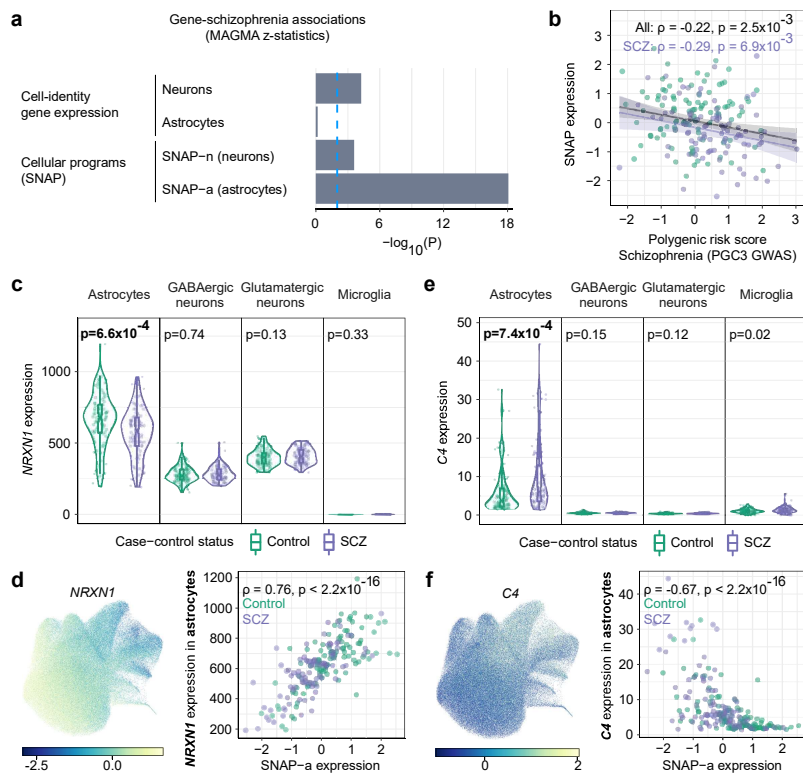 a
Gene-schizophrenia associations
(MAGMA z-statistics)
Cell-identity
gene expression
Neurons
Astrocytes
Cellular programs
(SNAP)
SNAP−n (neurons)
SNAP−a (astrocytes)
0 6 12 18
−log10(P)
b
All: ρ = -0.22, p = 2.5x10-3
SCZ: ρ = -0.29, p = 6.9x10-3
SNAP expression
3
2
1
0
−1
−2
−2 −1 0 1 2 3
Polygenic risk score
Schizophrenia (PGC3 GWAS)
c
Astrocytes
GABAergic
neurons
Glutamatergic
neurons
Microglia
p=6.6x10-4
p=0.74
p=0.13
p=0.33
NRXN1 expression
1000
500
0
Case-control status Control SCZ
e
Astrocytes
GABAergic
neurons
Glutamatergic
neurons
Microglia
p=7.4x10-4
p=0.15
p=0.12
p=0.02
C4 expression
50
40
30
20
10
0
Case-control status Control SCZ
d
NRXN1
-2.5 0.0
NRXN1 expression in astrocytes
1200
1000
800
600
400
200
ρ = 0.76, p < 2.2x10-16
Control
SCZ
−2 −1 0 1 2
SNAP−a expression
f
C4
0 2
C4 expression in astrocytes
40
30
20
10
0
ρ = -0.67, p < 2.2x10-16
Control
SCZ
−2 −1 0 1 2
SNAP−a expression